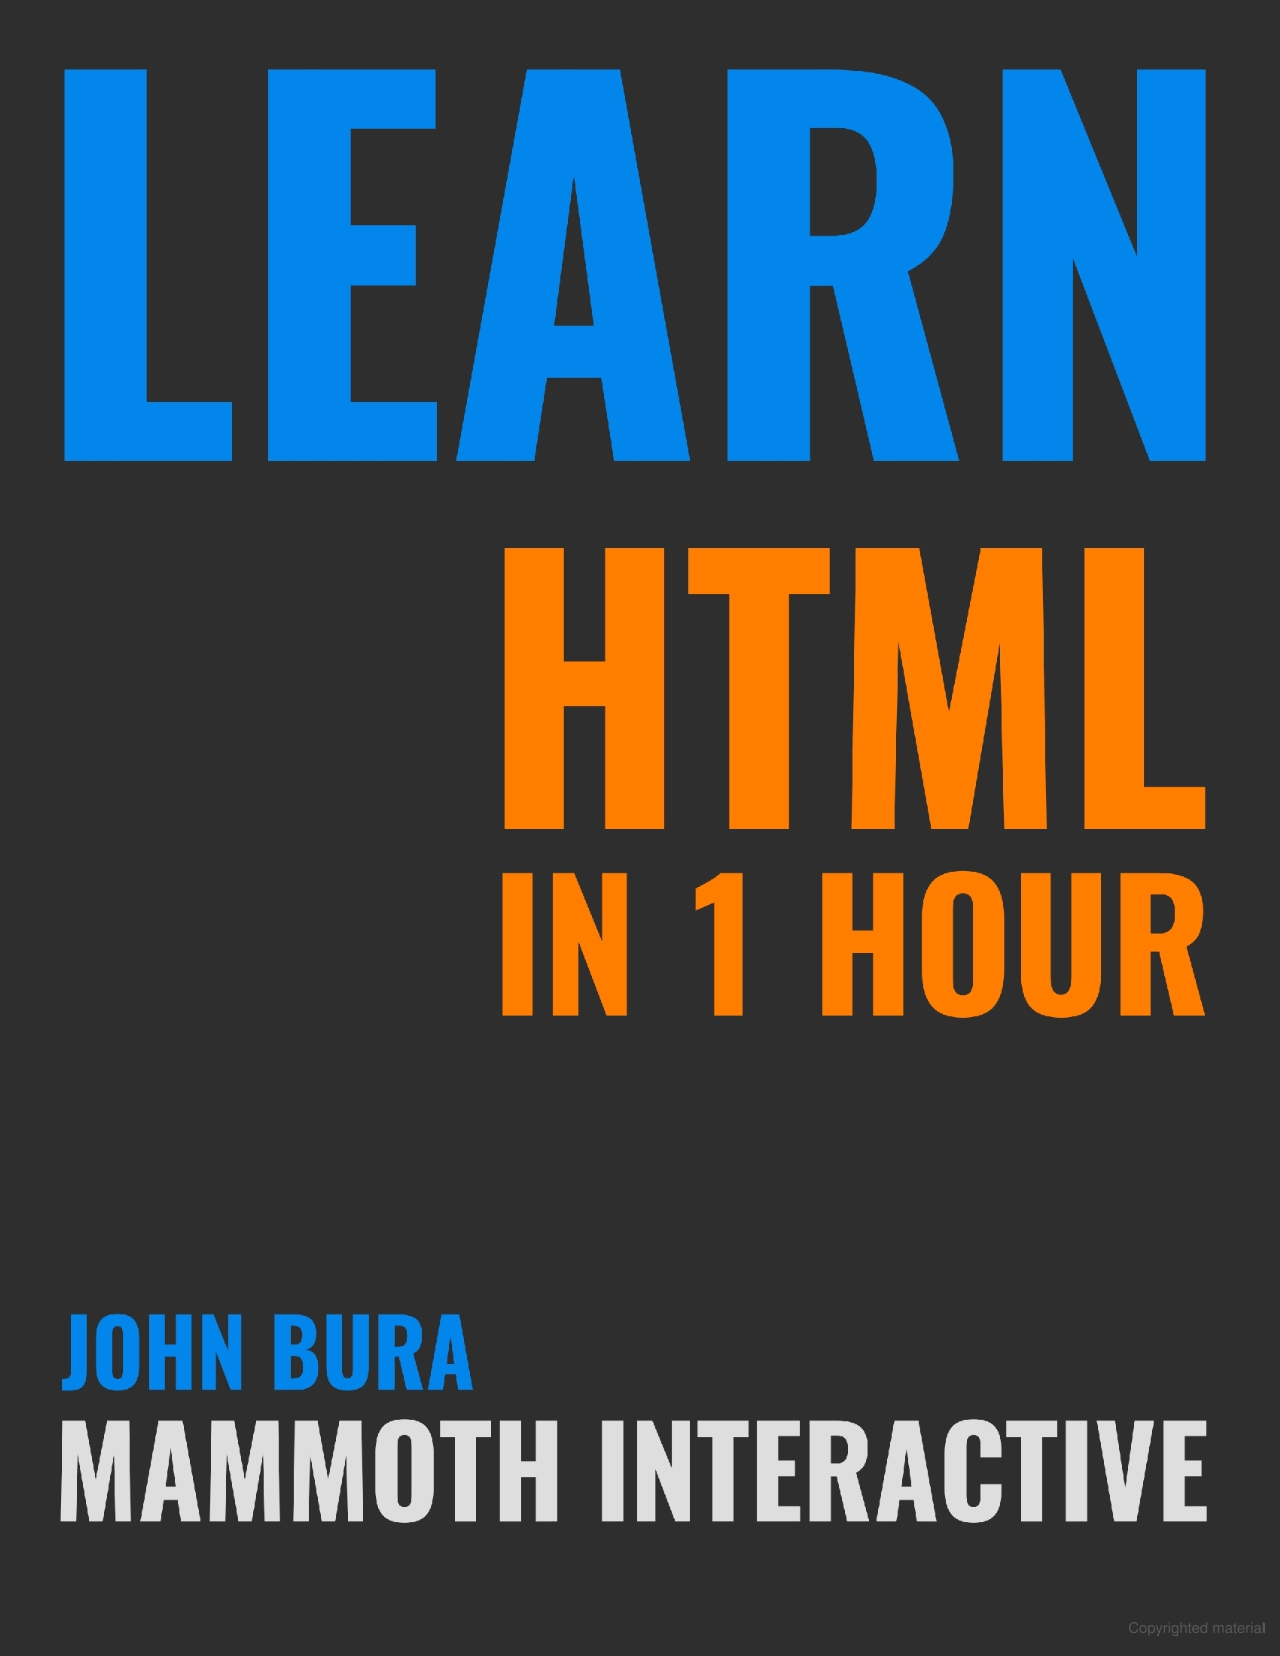 LEARN
HTML
IN 1 HOUR
JOHN BURA
MAMMOTH INTERACTIVE
Copyrighted material